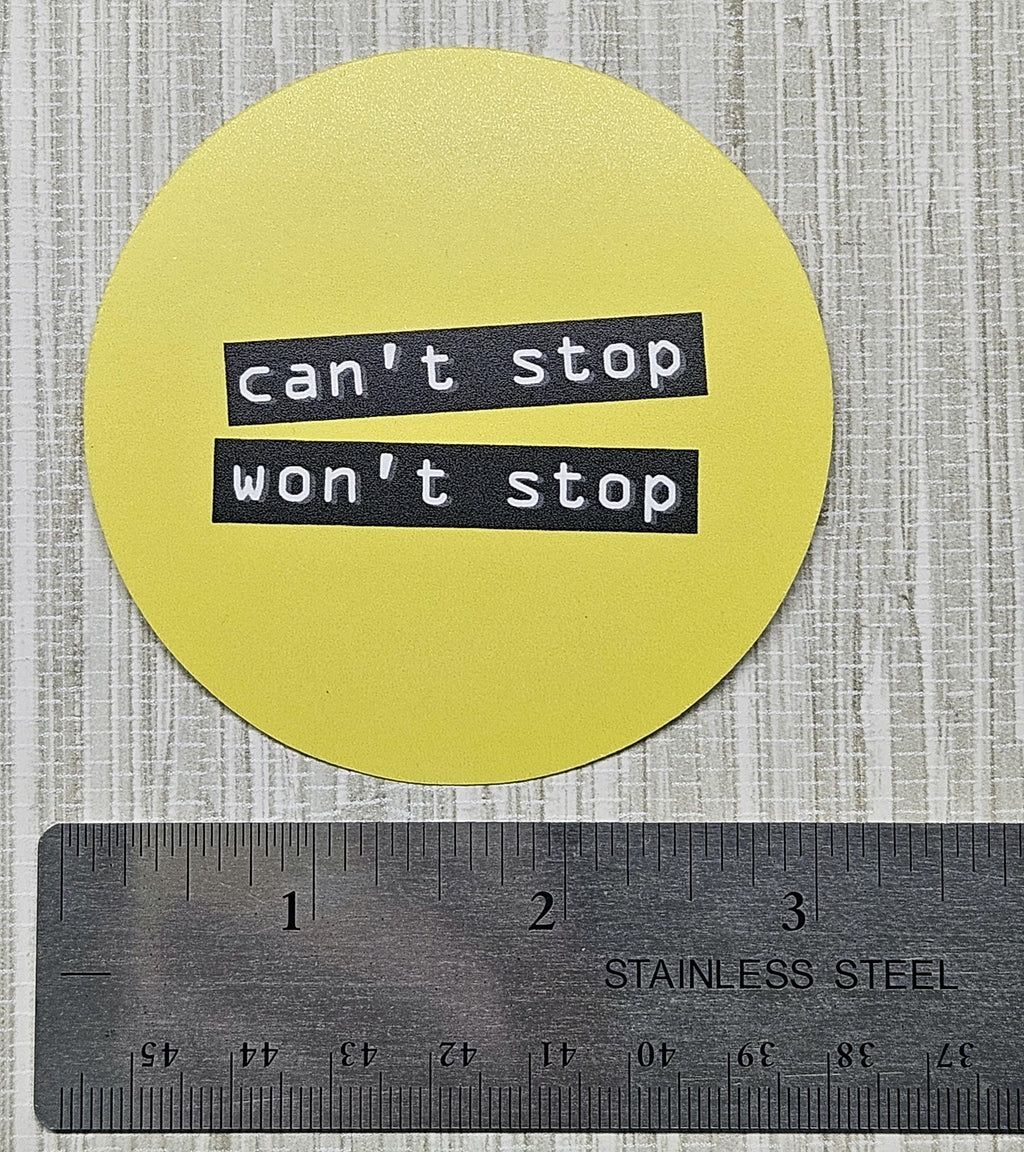 can't stop
won't stop
1 2 3
STAINLESS STEEL
45 44 43 42 41 40 39 38 37